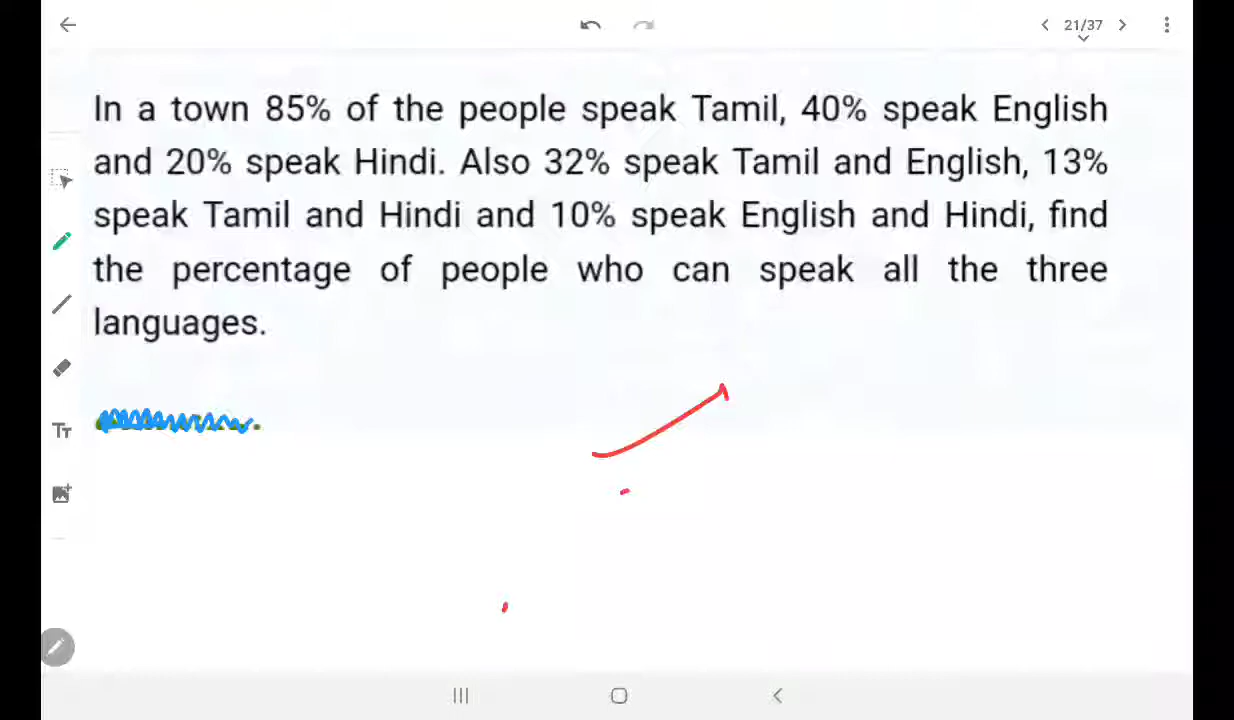 21/37
In a town 85% of the people speak Tamil, 40% speak English
and 20% speak Hindi. Also 32% speak Tamil and English, 13%
speak Tamil and Hindi and 10% speak English and Hindi, find
the percentage of people who can speak all the three
languages.
TT